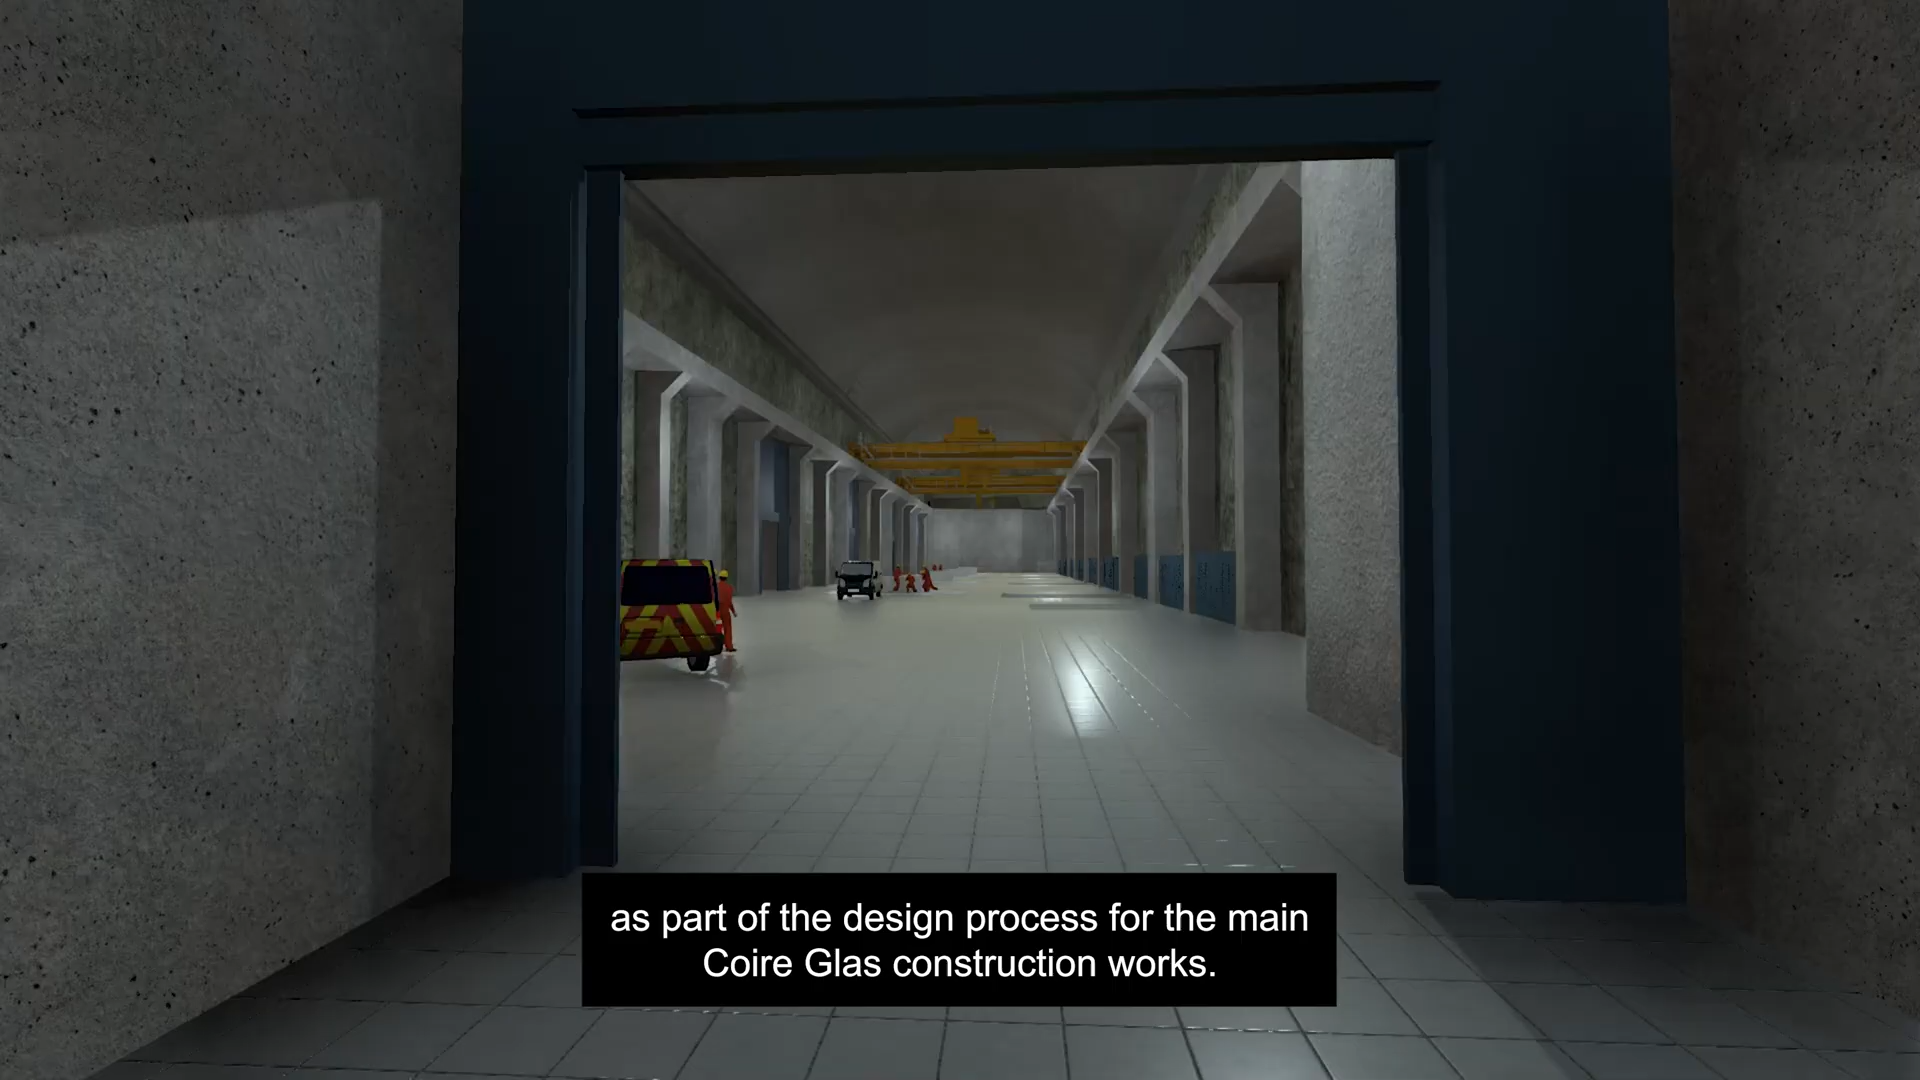 as part of the design process for the main
Coire Glas construction works.